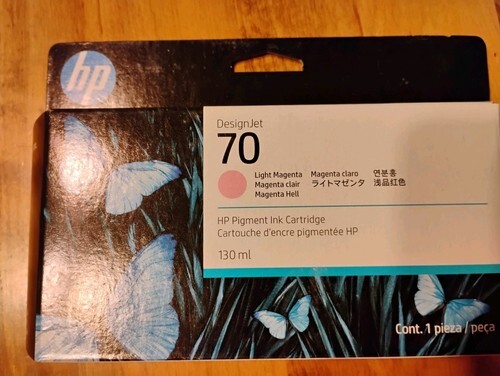 hp
DesignJet
70
Light Magenta Magenta claro 연분홍
Magenta clair ライトマゼンタ 浅品红色
Magenta Hell
HP Pigment Ink Cartridge
Cartouche d'encre pigmentée HP
130 ml
Cont. 1 pieza / peça